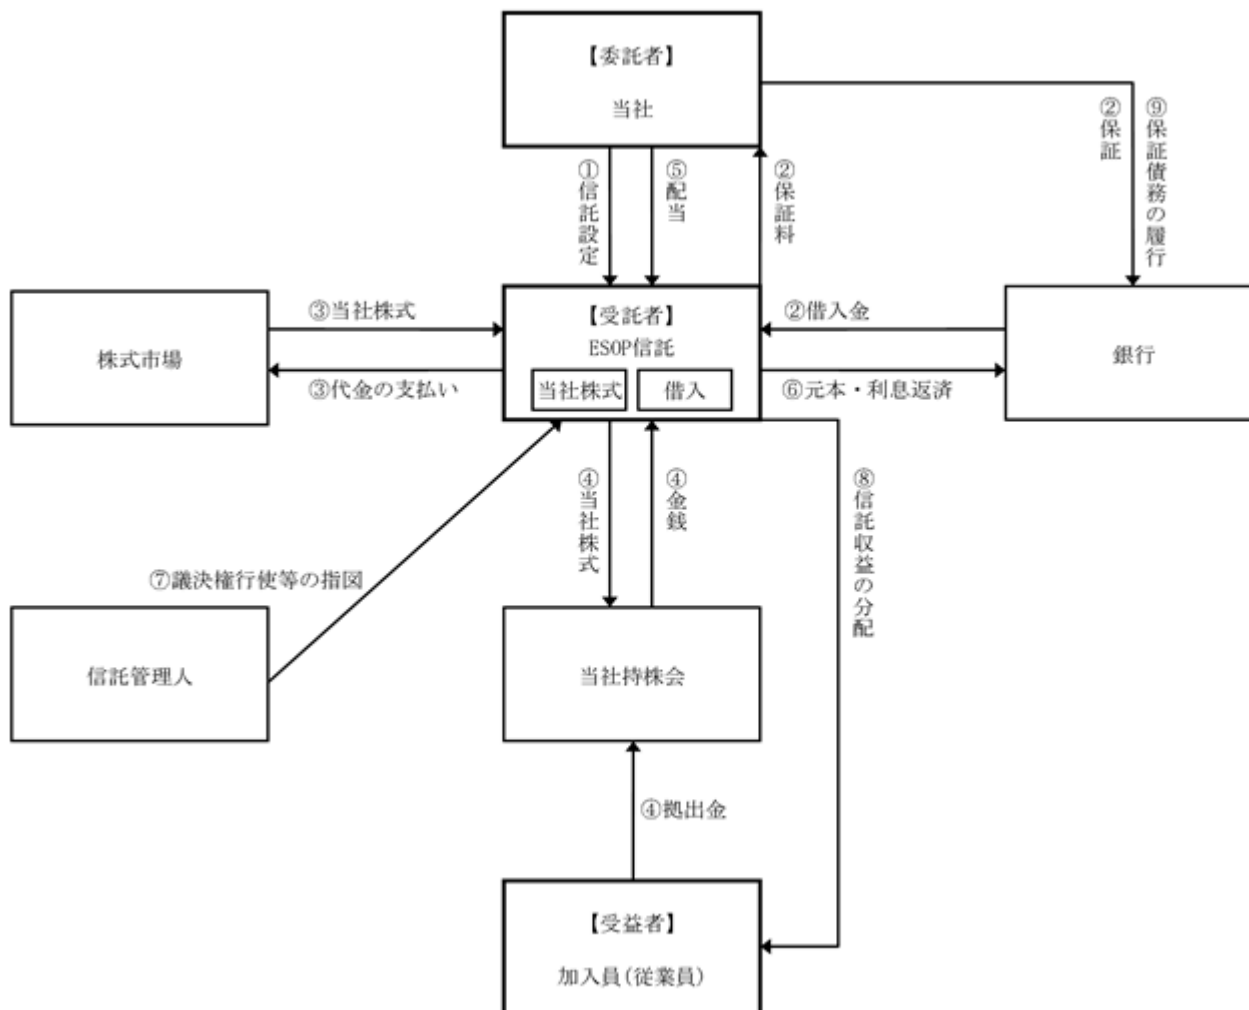 【委託者】
当社
①信託設定
⑤配当
②保証料
②保証
⑨保証債務の履行
株式市場
③当社株式
③代金の支払い
【受託者】
ESOP信託
当社株式
借入
②借入金
⑥元本・利息返済
銀行
④当社株式
④金銭
⑧信託収益の分配
⑦議決権行使等の指図
信託管理人
当社持株会
④拠出金
【受益者】
加入員(従業員)